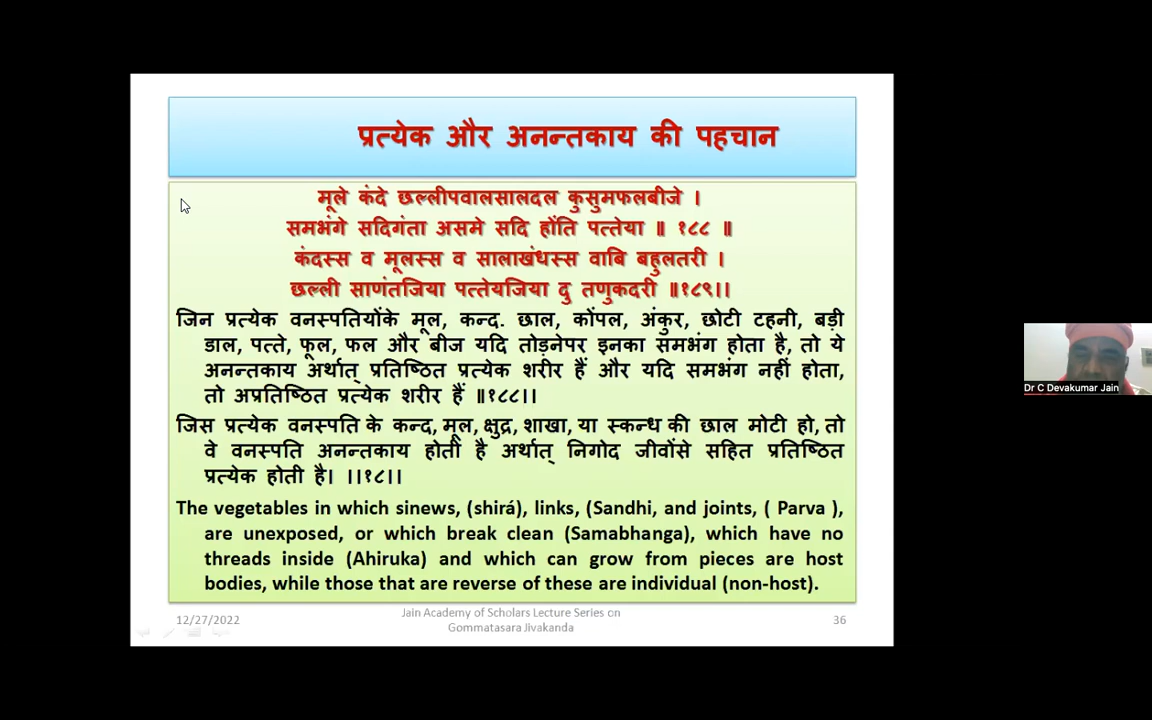 प्रत्येक और अनन्तकाय की पहचान
मूले कंदे छल्लीपवालसालदल कुसुमफलबीजे ।
समभंगे सदिगंता असमे सदि होंति पत्तेया ॥ १८८ ॥
कंदस्स व मूलस्स व सालाखंधस्स वाबि बहुलतरी ।
छल्ली साणंतजिया पत्तेयजिया दु तणुकदरी ॥१८९।।
जिन प्रत्येक वनस्पतियोंके मूल, कन्द. छाल, कोंपल, अंकुर, छोटी टहनी, बड़ी
डाल, पत्ते, फूल, फल और बीज यदि तोड़नेपर इनका समभंग होता है, तो ये
अनन्तकाय अर्थात् प्रतिष्ठित प्रत्येक शरीर हैं और यदि समभंग नहीं होता,
तो अप्रतिष्ठित प्रत्येक शरीर हैं ॥१८८।।
जिस प्रत्येक वनस्पति के कन्द, मूल, क्षुद्र, शाखा, या स्कन्ध की छाल मोटी हो, तो
वे वनस्पति अनन्तकाय होती है अर्थात् निगोद जीवोंसे सहित प्रतिष्ठित
प्रत्येक होती है। ।।१८।।
The vegetables in which sinews, (shirá), links, (Sandhi, and joints, ( Parva ),
are unexposed, or which break clean (Samabhanga), which have no
threads inside (Ahiruka) and which can grow from pieces are host
bodies, while those that are reverse of these are individual (non-host).
12/27/2022
Jain Academy of Scholars Lecture Series on
Gommatasara Jivakanda
36
Dr C Devakumar Jain